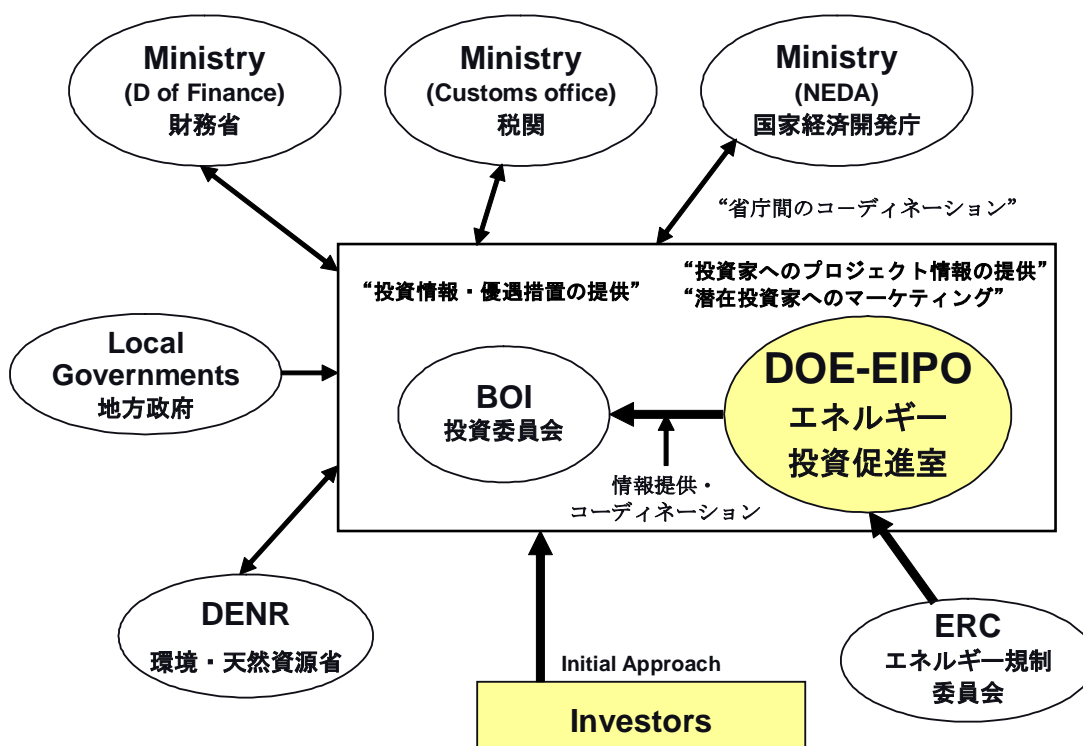 Ministry
(D of Finance)
財務省
Ministry
(Customs office)
税関
Ministry
(NEDA)
国家経済開発庁
“省庁間のコーディネーション”
“投資情報・優遇措置の提供”
“投資家へのプロジェクト情報の提供”
“潜在投資家へのマーケティング”
Local
Governments
地方政府
BOI
投資委員会
DOE-EIPO
エネルギー
投資促進室
情報提供・
コーディネーション
DENR
環境・天然資源省
ERC
エネルギー規制
委員会
Initial Approach
Investors